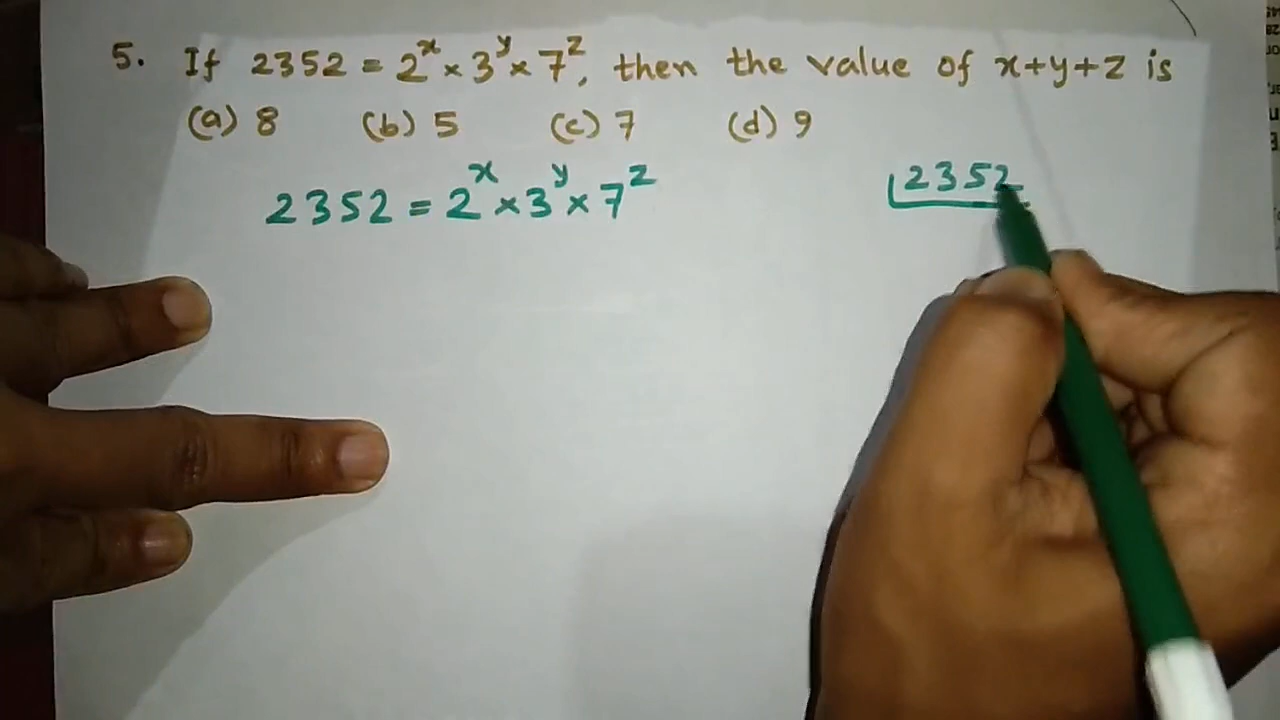 5. If 2352 = 2^x × 3^y × 7^z, then the value of x+y+z is
(a) 8 (b) 5 (c) 7 (d) 9
2352 = 2^x × 3^y × 7^z
2352